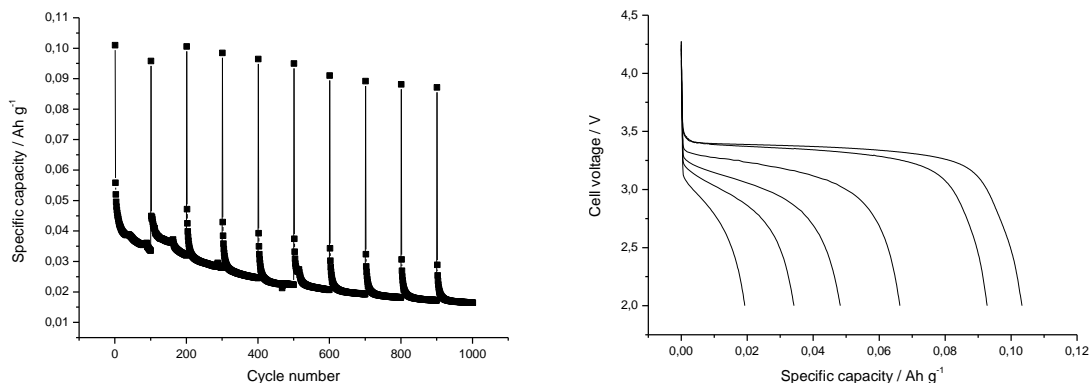 0,11
0,10
0,09
0,08
0,07
0,06
0,05
0,04
0,03
0,02
0,01
Specific capacity / Ah g⁻¹
0 200 400 600 800 1000
Cycle number
4,5
4,0
3,5
3,0
2,5
2,0
Cell voltage / V
0,00 0,02 0,04 0,06 0,08 0,10 0,12
Specific capacity / Ah g⁻¹